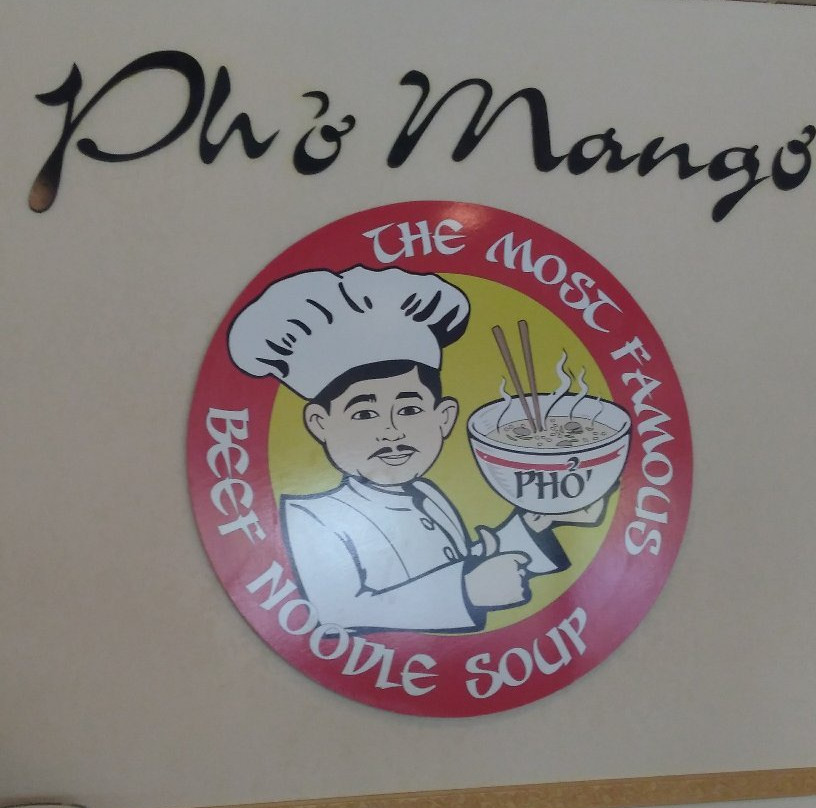 Phở Mango
THE MOST FAMOUS
BEEF NOODLE SOUP
PHỞ